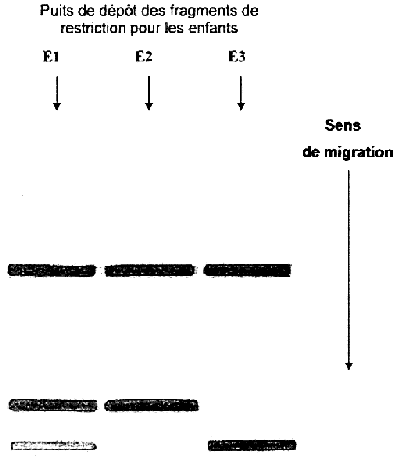 Puits de dépôt des fragments de
restriction pour les enfants
E1 E2 E3
Sens
de migration